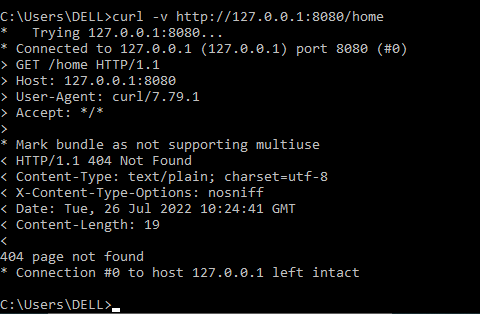 C:\Users\DELL>curl -v http://127.0.0.1:8080/home
*   Trying 127.0.0.1:8080...
* Connected to 127.0.0.1 (127.0.0.1) port 8080 (#0)
> GET /home HTTP/1.1
> Host: 127.0.0.1:8080
> User-Agent: curl/7.79.1
> Accept: */*
>
* Mark bundle as not supporting multiuse
< HTTP/1.1 404 Not Found
< Content-Type: text/plain; charset=utf-8
< X-Content-Type-Options: nosniff
< Date: Tue, 26 Jul 2022 10:24:41 GMT
< Content-Length: 19
<
404 page not found
* Connection #0 to host 127.0.0.1 left intact
C:\Users\DELL>